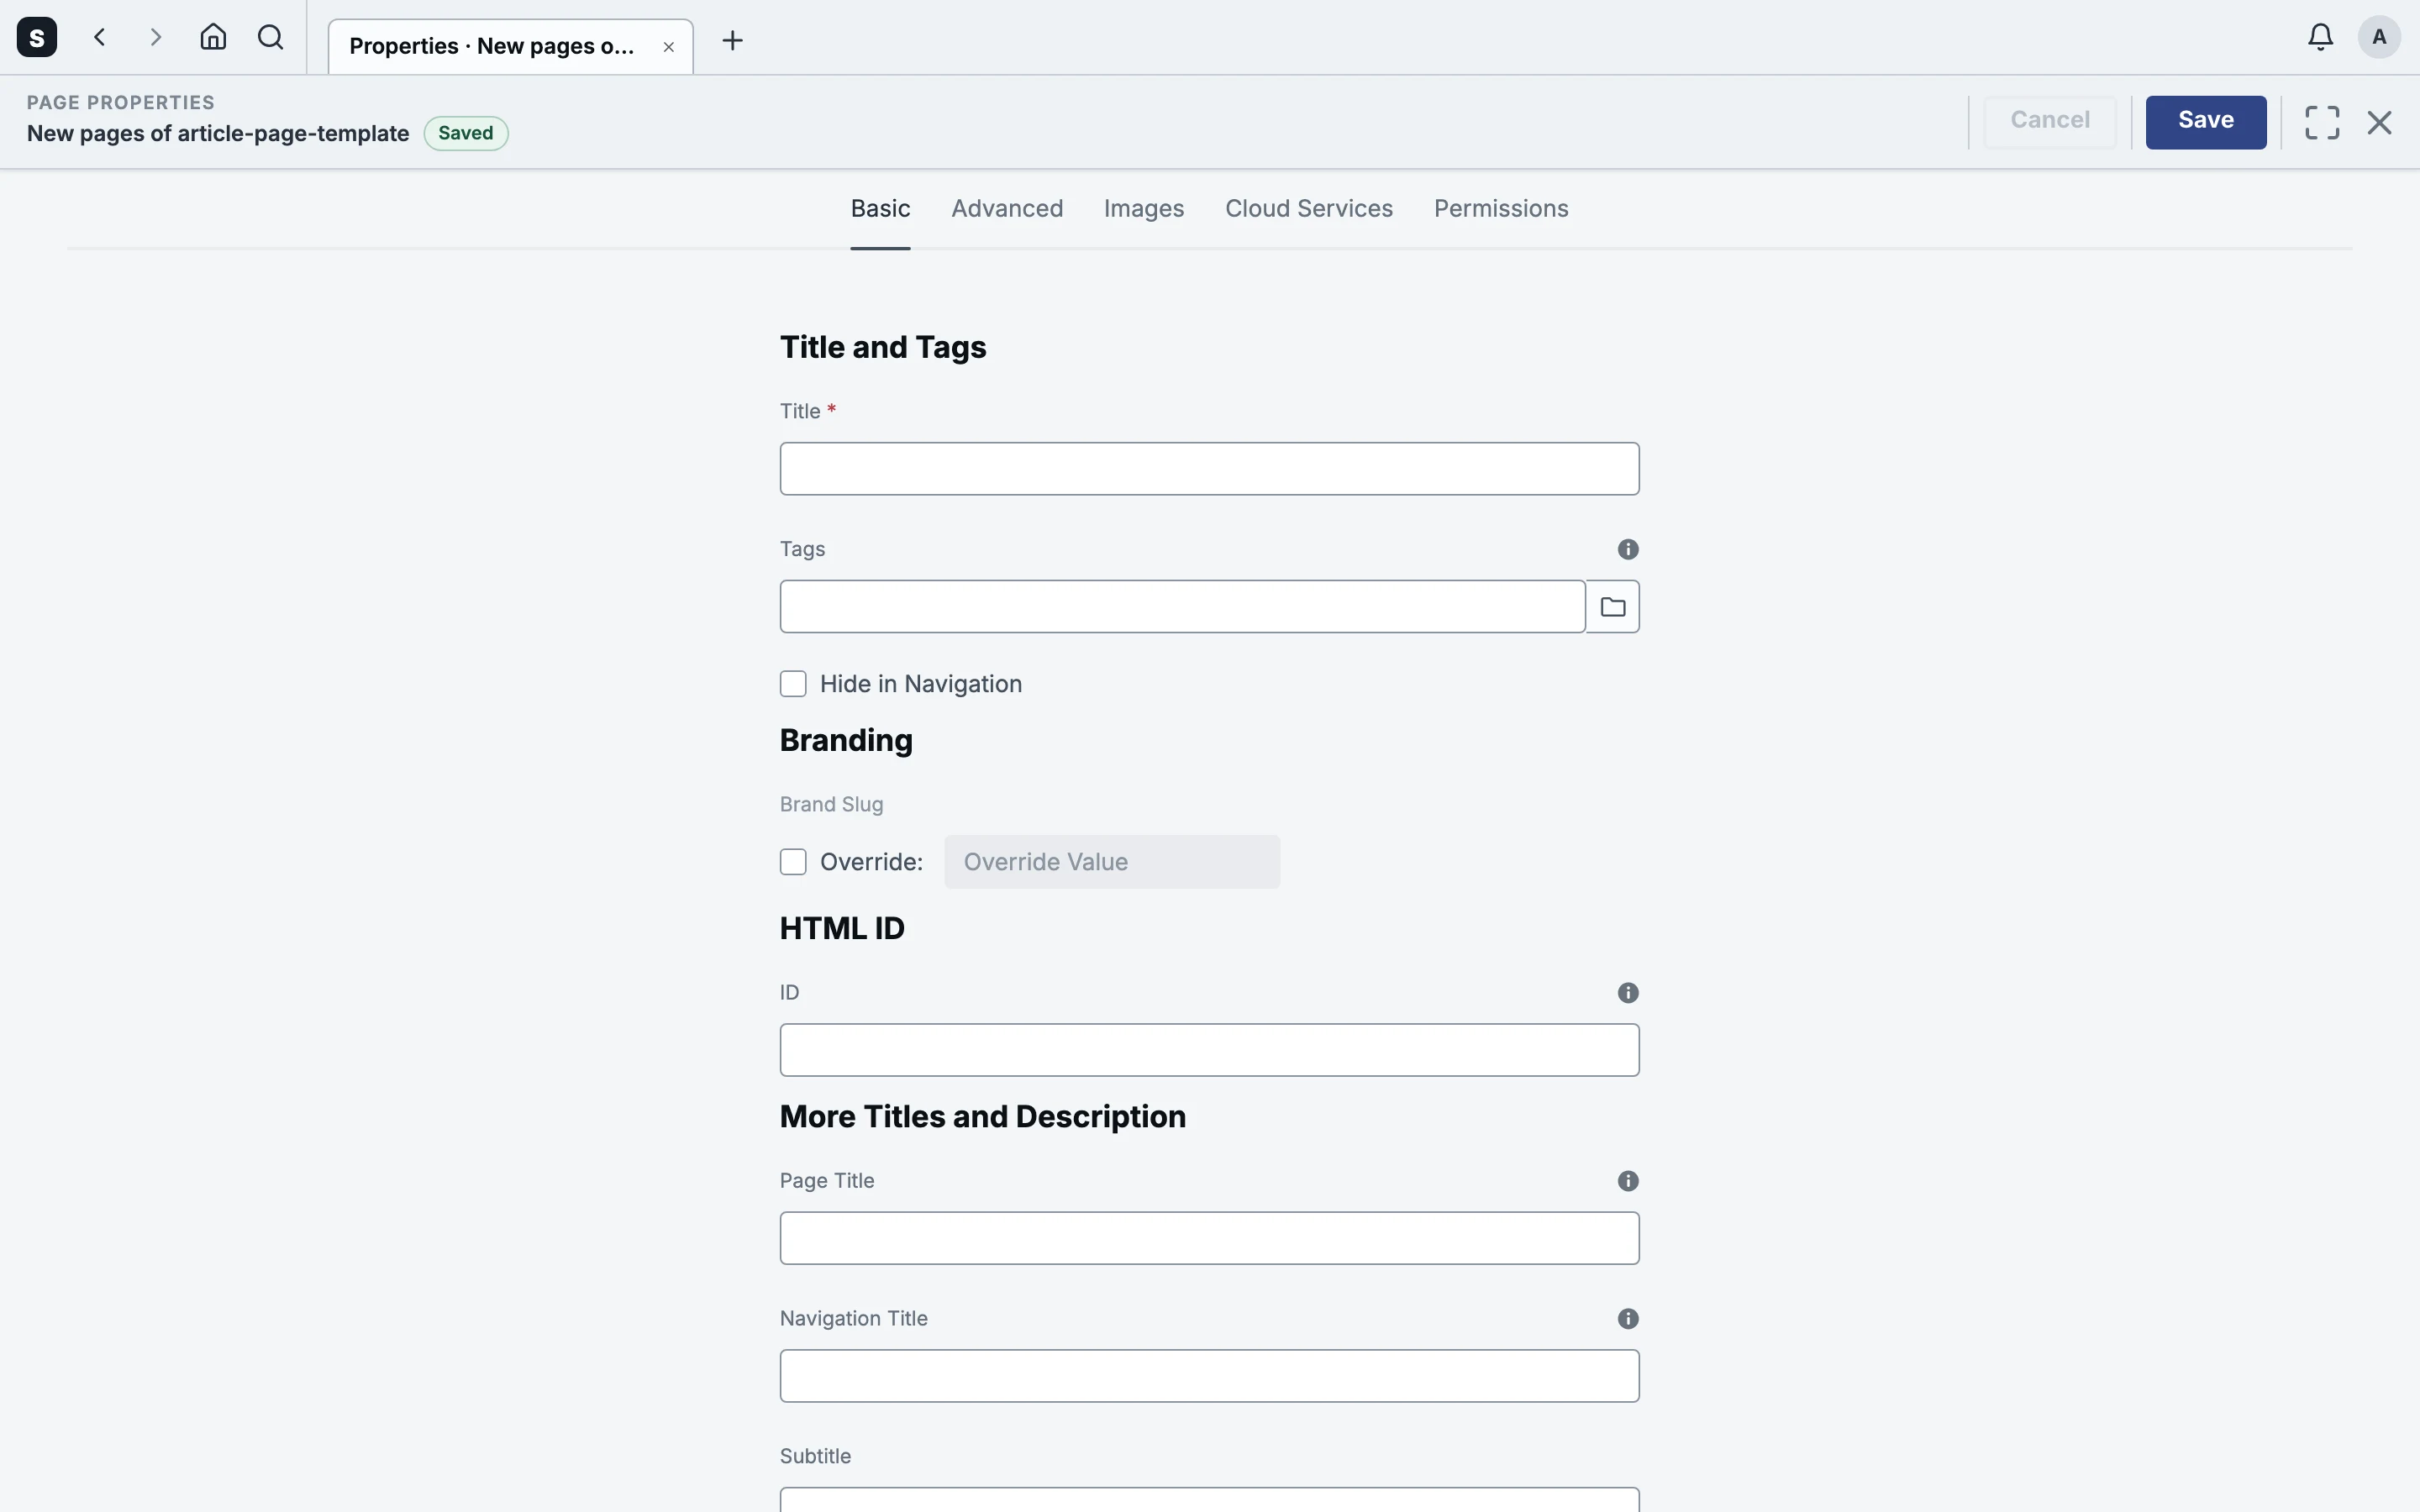 S
Properties · New pages o...
A
PAGE PROPERTIES
New pages of article-page-template
Saved
Cancel
Save
Basic
Advanced
Images
Cloud Services
Permissions
Title and Tags
Title *
Tags
Hide in Navigation
Branding
Brand Slug
Override:
Override Value
HTML ID
ID
More Titles and Description
Page Title
Navigation Title
Subtitle